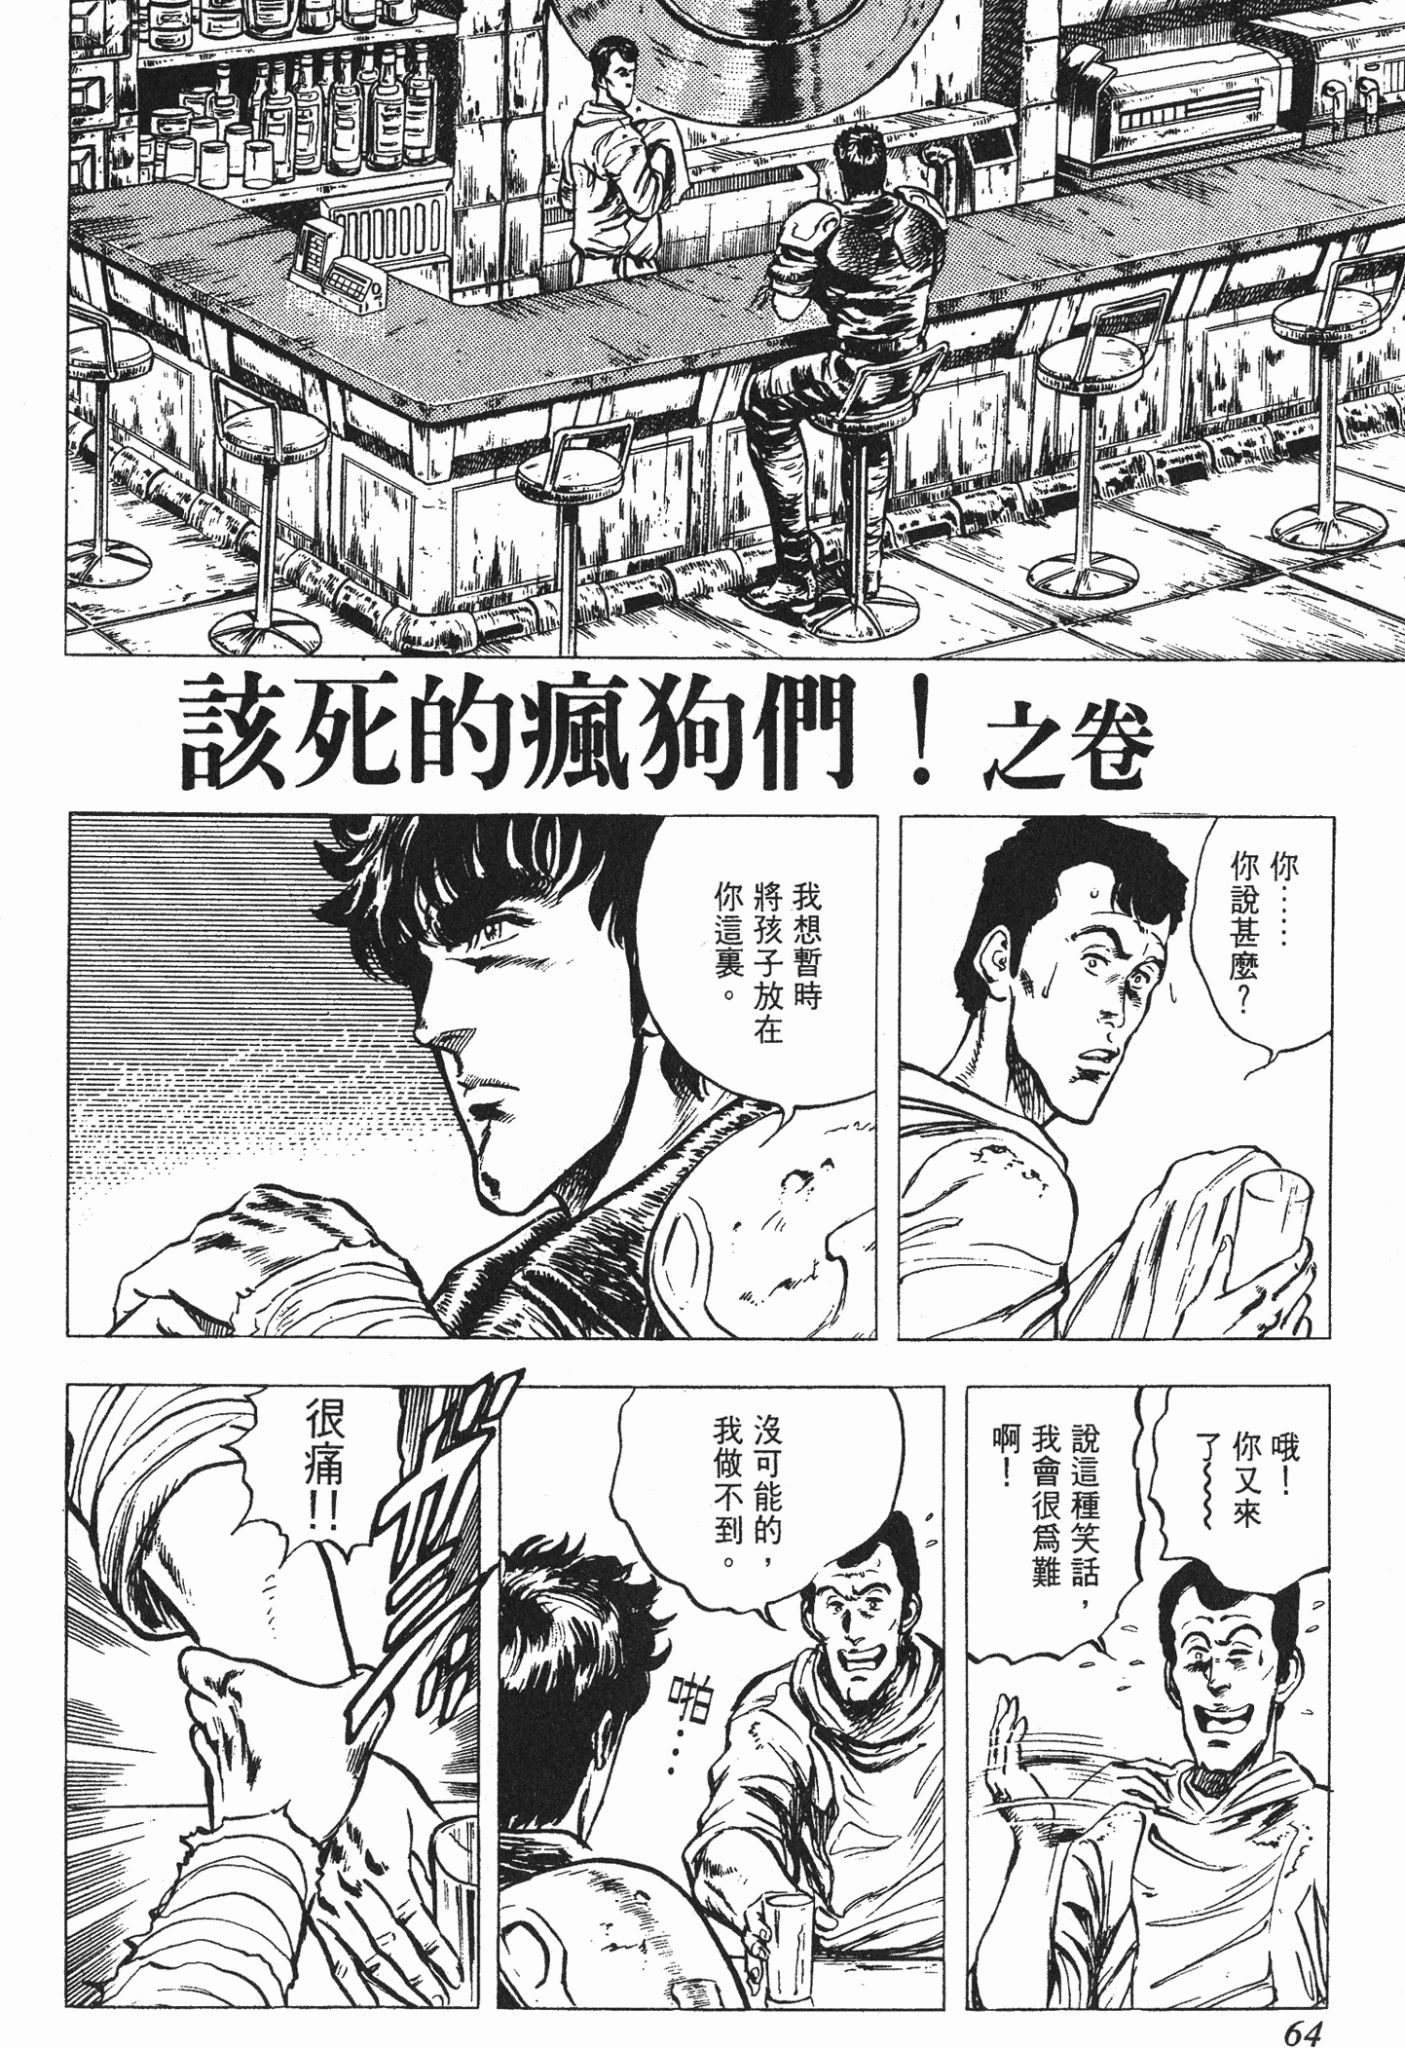 該死的瘋狗們！之卷
你……
你說甚麼？
我想暫時
將孩子放在
你這裏。
哦！
你又來
了～～
說這種笑話，
我會很爲難
啊！
沒可能的，
我做不到。
啪…
很痛!!
64